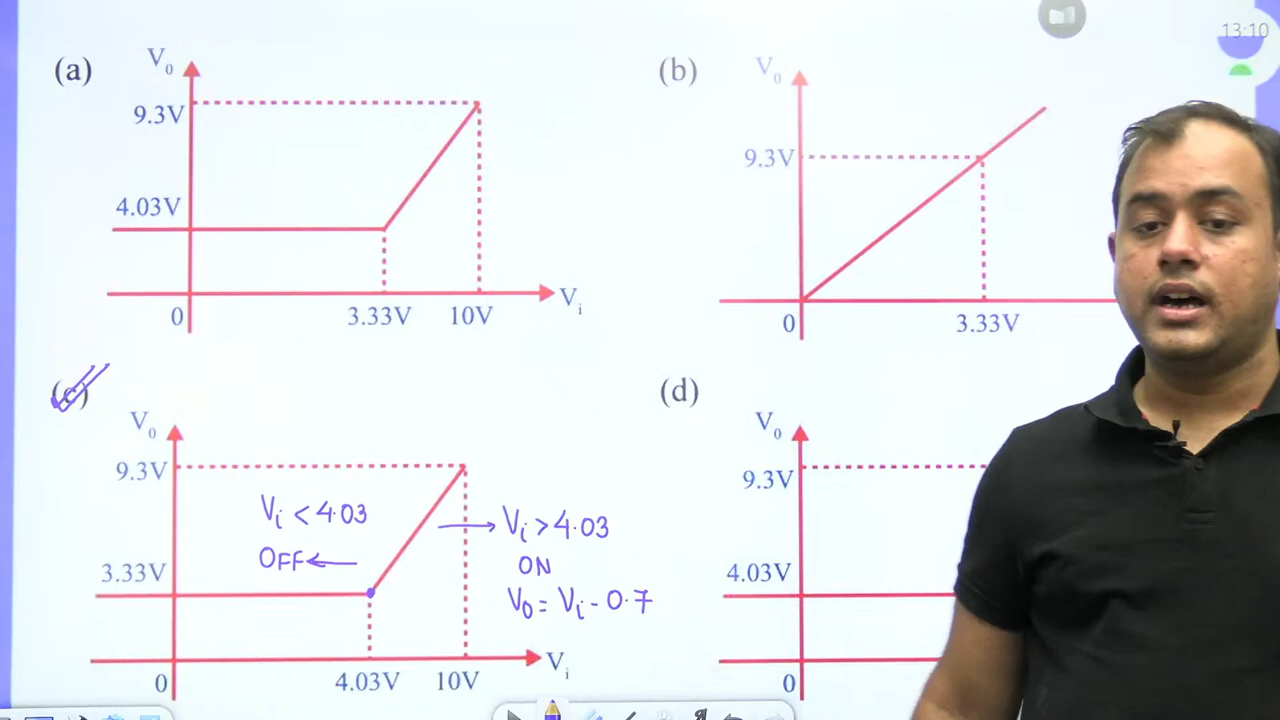 13:10
(a)
V₀
9.3V
4.03V
0
3.33V
10V
Vᵢ
(b)
V₀
9.3V
0
3.33V
(c)
V₀
9.3V
3.33V
0
4.03V
10V
Vᵢ
Vᵢ < 4.03
OFF
Vᵢ > 4.03
ON
V₀ = Vᵢ - 0.7
(d)
V₀
9.3V
4.03V
0